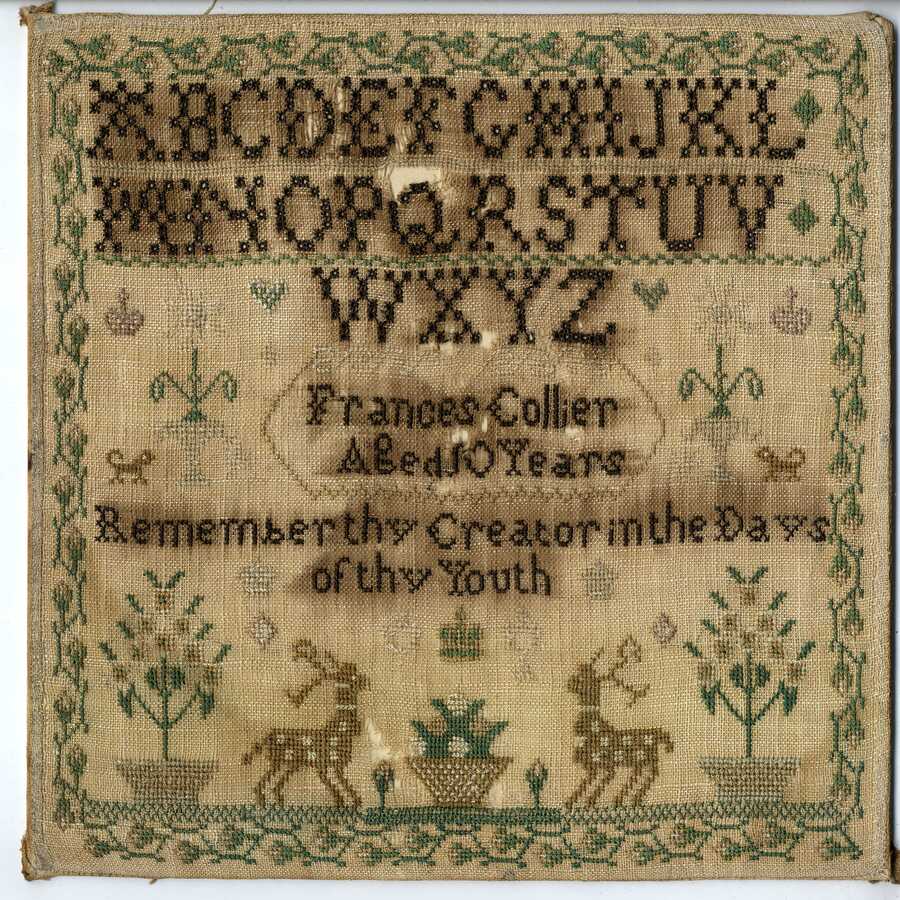 ABCDEFGHIJKL
MNOPQRSTUV
WXYZ
Frances Collier
Aged 10 Years
Remember thy Creator in the Days
of thy Youth